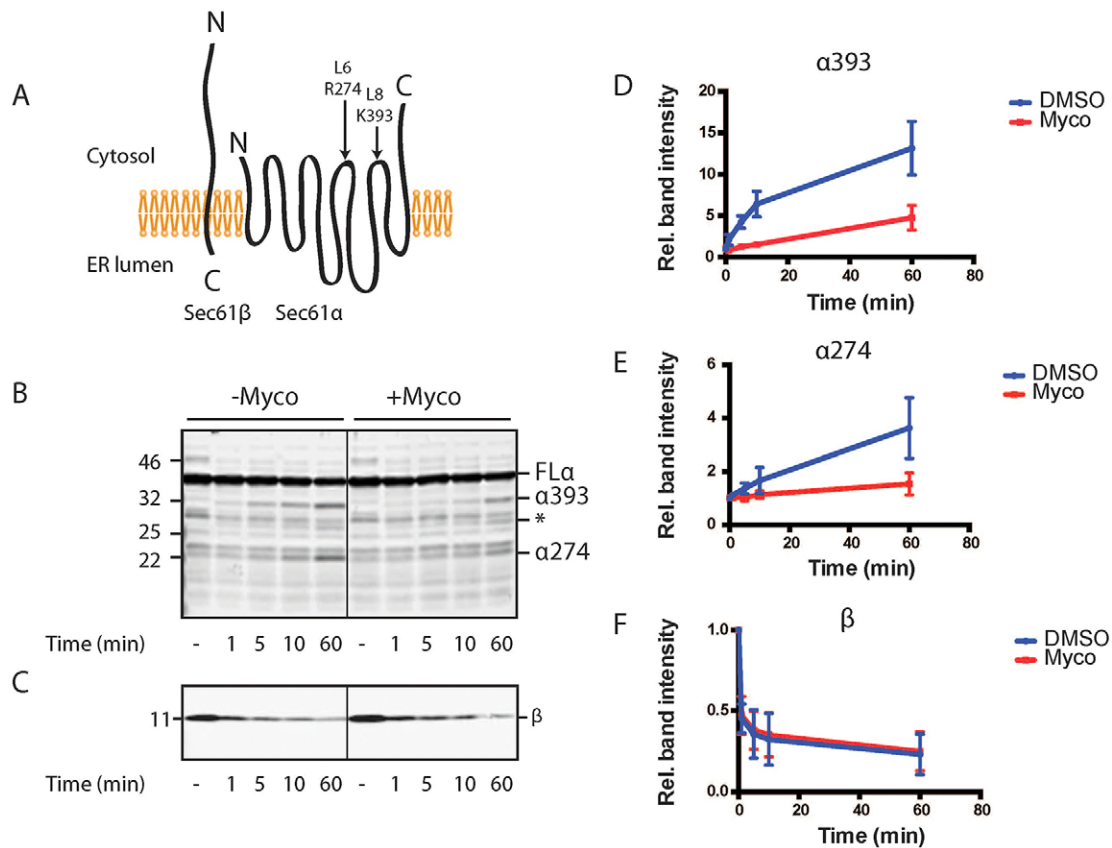 A
N
L6
R274
L8
K393
C
N
Cytosol
ER lumen
C
Sec61β
Sec61α
B
-Myco
+Myco
46
32
25
22
FLα
α393
*
α274
Time (min)
- 1 5 10 60 - 1 5 10 60
C
11
β
Time (min)
- 1 5 10 60 - 1 5 10 60
D
α393
Rel. band intensity
20
15
10
5
0
0 20 40 60 80
Time (min)
DMSO
Myco
E
α274
Rel. band intensity
6
4
2
0
0 20 40 60 80
Time (min)
DMSO
Myco
F
β
Rel. band intensity
1.0
0.5
0.0
0 20 40 60 80
Time (min)
DMSO
Myco